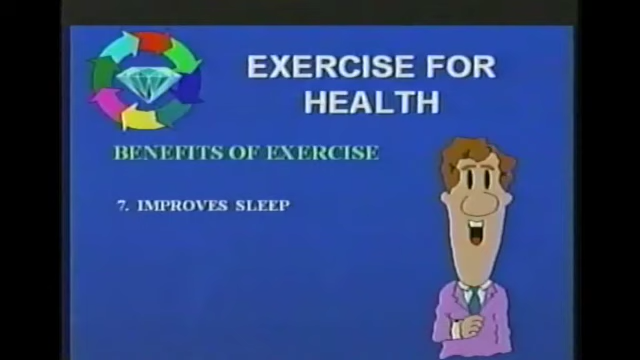 EXERCISE FOR
HEALTH
BENEFITS OF EXERCISE
7. IMPROVES SLEEP